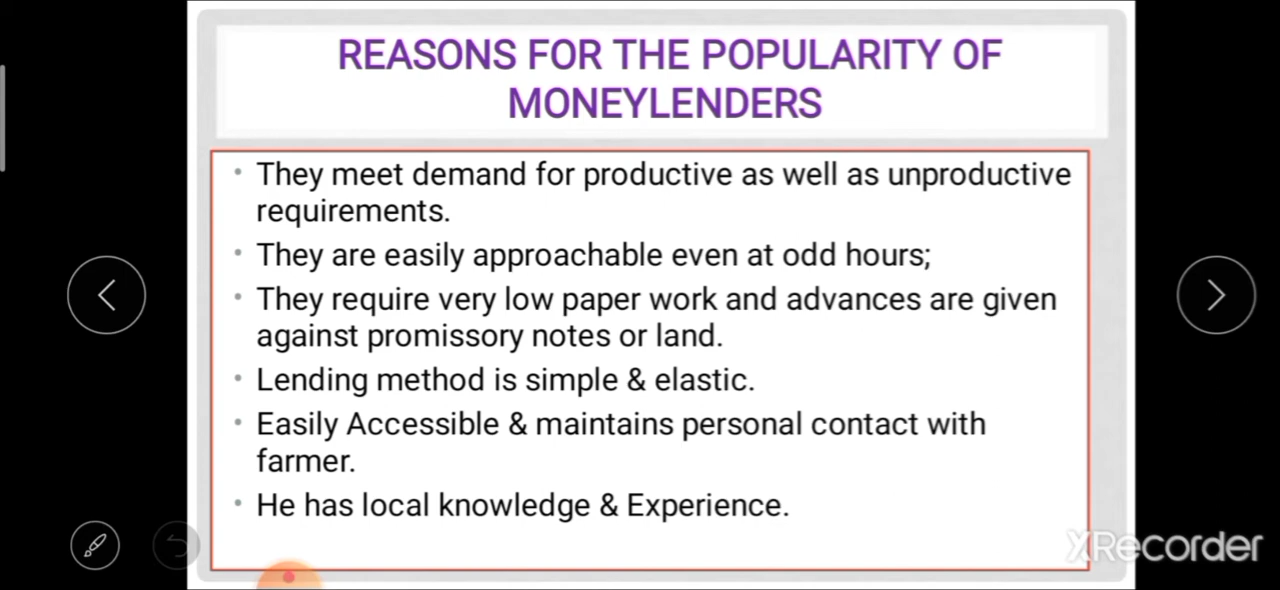 REASONS FOR THE POPULARITY OF
MONEYLENDERS
• They meet demand for productive as well as unproductive
requirements.
• They are easily approachable even at odd hours;
• They require very low paper work and advances are given
against promissory notes or land.
• Lending method is simple & elastic.
• Easily Accessible & maintains personal contact with
farmer.
• He has local knowledge & Experience.
XRecorder